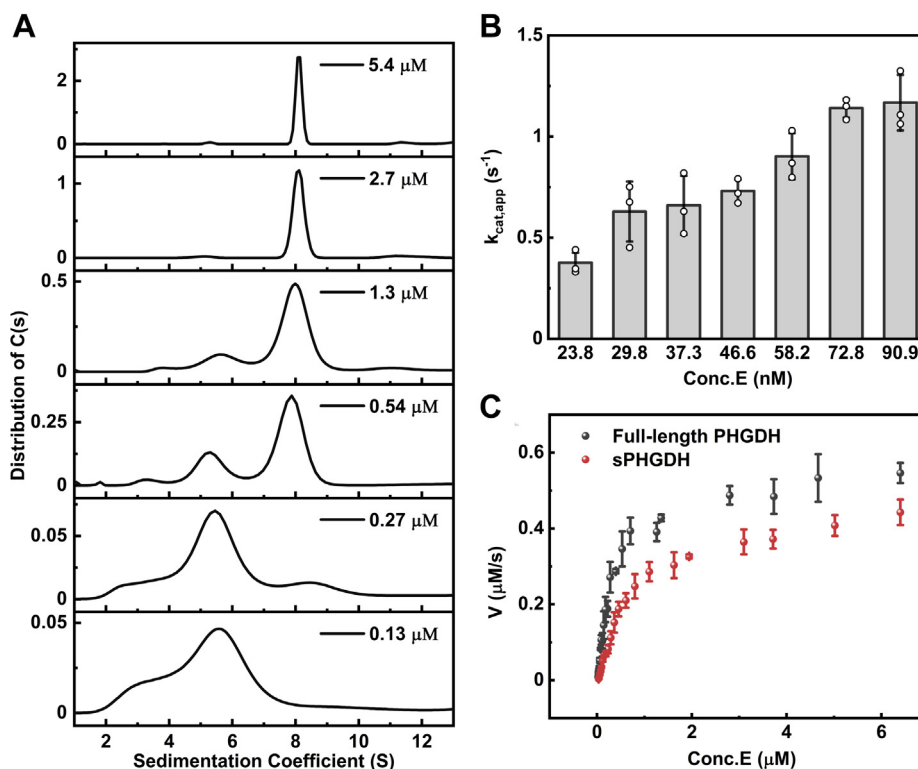 A
Distribution of C(s)
2
0
5.4 μM
1
0
2.7 μM
0.5
0
1.3 μM
0.25
0
0.54 μM
0.05
0
0.27 μM
0.05
0
0.13 μM
2 4 6 8 10 12
Sedimentation Coefficient (S)
B
kcat,app (s-1)
1.5
1
0.5
0
23.8 29.8 37.3 46.6 58.2 72.8 90.9
Conc.E (nM)
C
Full-length PHGDH
sPHGDH
V (μM/s)
0.6
0.4
0.2
0
0 2 4 6
Conc.E (μM)